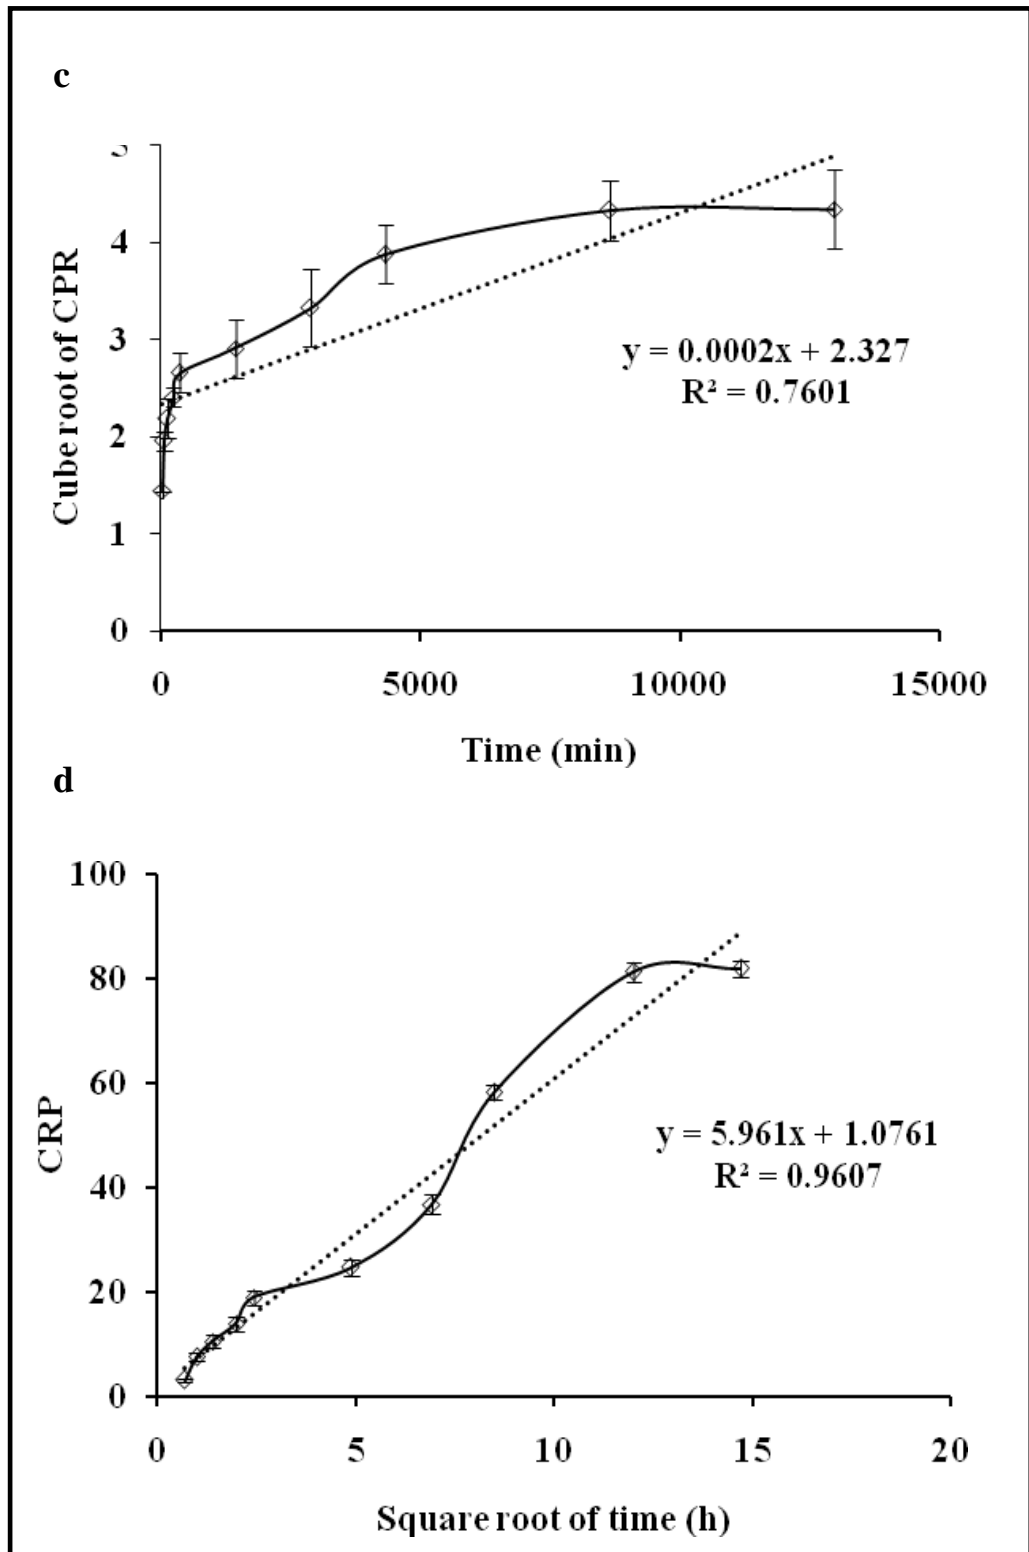 c
5
4
Cube root of CPR
3
y = 0.0002x + 2.327
R² = 0.7601
2
1
0
0 5000 10000 15000
Time (min)
d
100
80
CRP
60
y = 5.961x + 1.0761
R² = 0.9607
40
20
0
0 5 10 15 20
Square root of time (h)